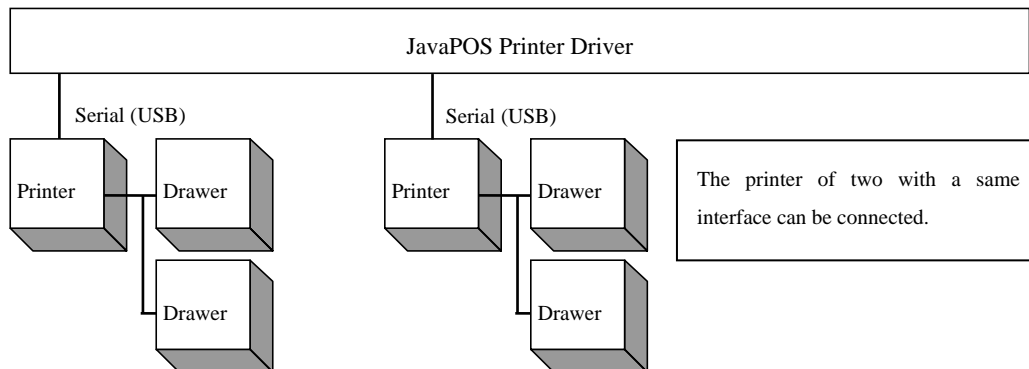 JavaPOS Printer Driver
Serial (USB)
Serial (USB)
Printer
Drawer
Printer
Drawer
The printer of two with a same
interface can be connected.
Drawer
Drawer